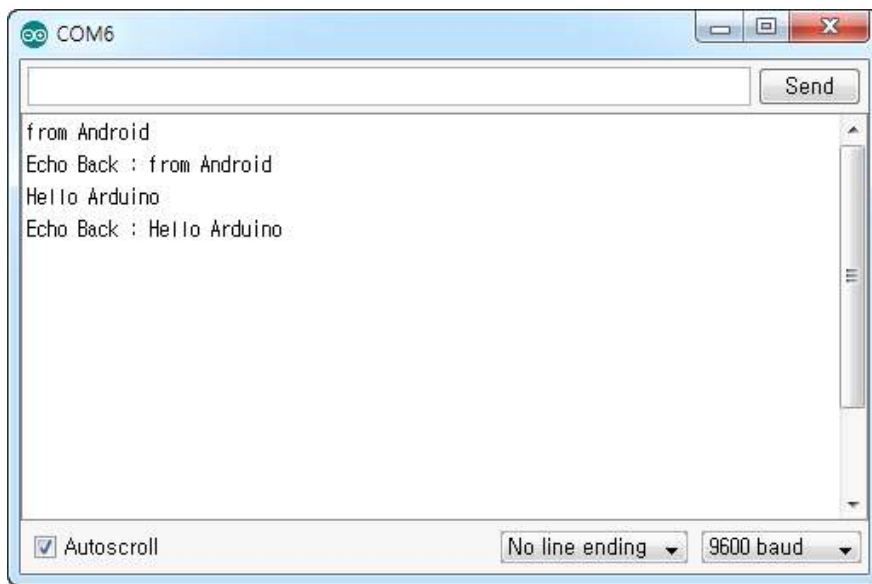 COM6
Send
from Android
Echo Back : from Android
Hello Arduino
Echo Back : Hello Arduino
Autoscroll
No line ending
9600 baud